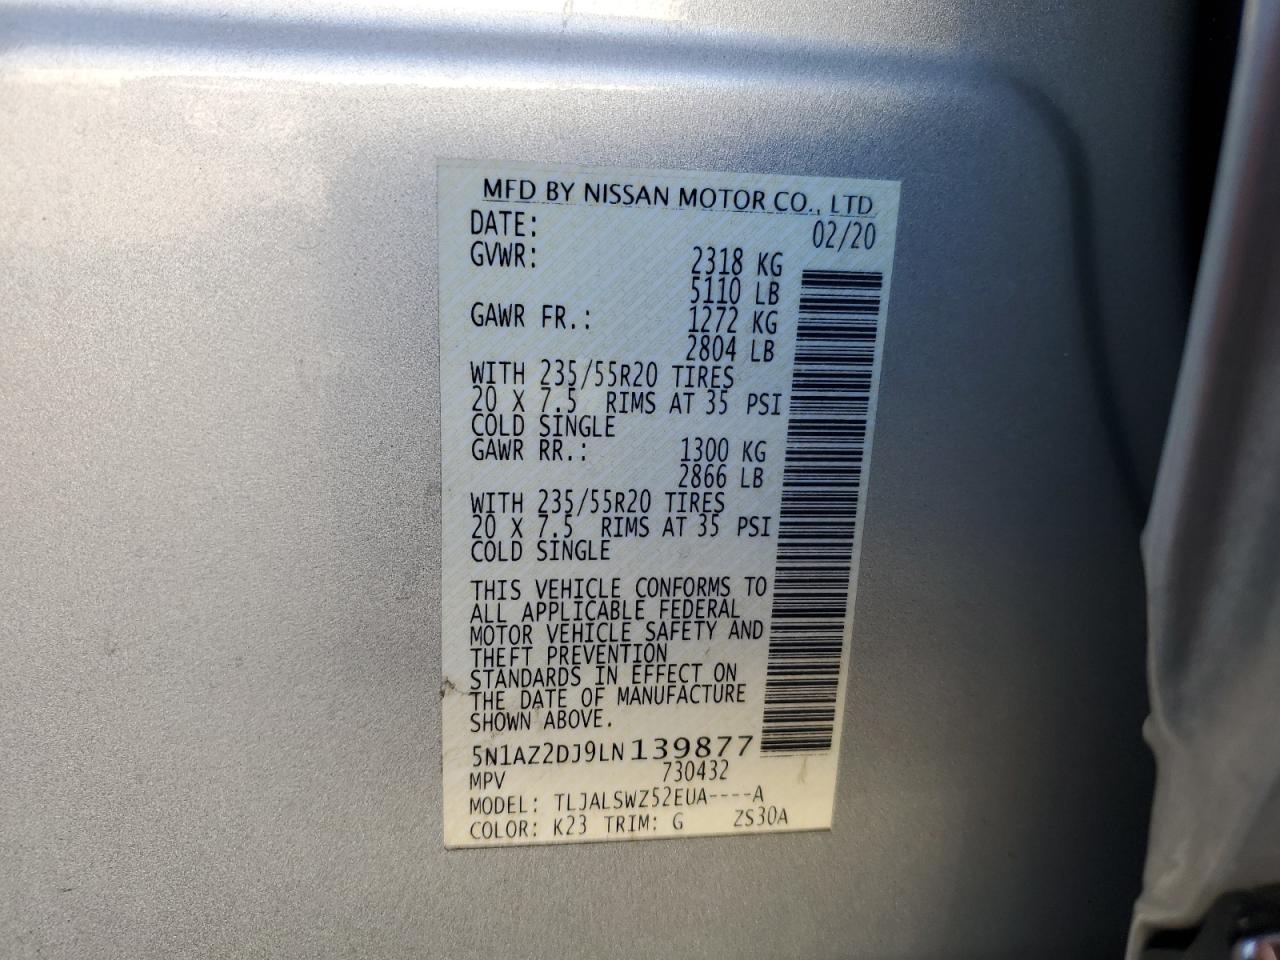 MFD BY NISSAN MOTOR CO., LTD
DATE: 02/20
GVWR: 2318 KG
5110 LB
GAWR FR.: 1272 KG
2804 LB
WITH 235/55R20 TIRES
20 X 7.5 RIMS AT 35 PSI
COLD SINGLE
GAWR RR.: 1300 KG
2866 LB
WITH 235/55R20 TIRES
20 X 7.5 RIMS AT 35 PSI
COLD SINGLE
THIS VEHICLE CONFORMS TO
ALL APPLICABLE FEDERAL
MOTOR VEHICLE SAFETY AND
THEFT PREVENTION
STANDARDS IN EFFECT ON
THE DATE OF MANUFACTURE
SHOWN ABOVE.
5N1AZ2DJ9LN139877
MPV 730432
MODEL: TLJALSWZ52EUA----A
COLOR: K23 TRIM: G ZS30A